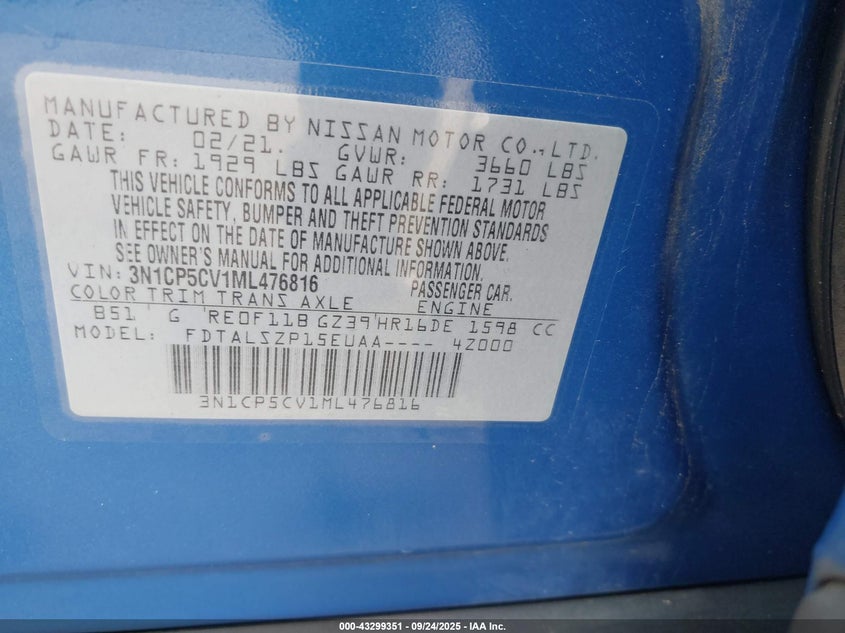 MANUFACTURED BY NISSAN MOTOR CO.,LTD.
DATE: 02/21. GVWR: 3660 LBS
GAWR FR: 1929 LBS GAWR RR: 1731 LBS
THIS VEHICLE CONFORMS TO ALL APPLICABLE FEDERAL MOTOR
VEHICLE SAFETY, BUMPER AND THEFT PREVENTION STANDARDS
IN EFFECT ON THE DATE OF MANUFACTURE SHOWN ABOVE.
SEE OWNER'S MANUAL FOR ADDITIONAL INFORMATION.
VIN: 3N1CP5CV1ML476816 PASSENGER CAR.
COLOR TRIM TRANS AXLE ENGINE
B51 G RE0F11B GZ39 HR16DE 1598 CC
MODEL: FDTALSZP15EUAA---- 4Z000
3N1CP5CV1ML476816
000-43299351 | 09/24/2025 | IAA Inc.